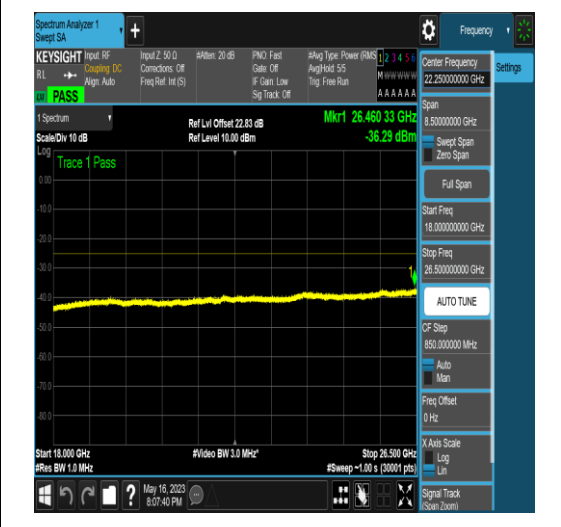 Spectrum Analyzer 1
Swept SA
Frequency
KEYSIGHT
RL
Input: RF
Coupling: DC
Align: Auto
Input Z: 50 Ω
Corrections: Off
Freq Ref: Int (S)
#Atten: 20 dB
PNO: Fast
Gate: Off
IF Gain: Low
Sig Track: Off
#Avg Type: Power (RMS
Avg|Hold: 5/5
Trig: Free Run
1 2 3 4 5 6
M W W W W W
A A A A A A
PASS
Center Frequency
22.250000000 GHz
Settings
Span
8.50000000 GHz
Swept Span
Zero Span
Full Span
Start Freq
18.000000000 GHz
Stop Freq
26.500000000 GHz
AUTO TUNE
CF Step
850.000000 MHz
Auto
Man
Freq Offset
0 Hz
X Axis Scale
Log
Lin
Signal Track
(Span Zoom)
1 Spectrum
Scale/Div 10 dB
Ref Lvl Offset 22.83 dB
Ref Level 10.00 dBm
Mkr1 26.460 33 GHz
-36.29 dBm
Log
Trace 1 Pass
0.00
-10.0
-20.0
-30.0
-40.0
-50.0
-60.0
-70.0
-80.0
1
Start 18.000 GHz
#Res BW 1.0 MHz
#Video BW 3.0 MHz*
Stop 26.500 GHz
#Sweep ~1.00 s (30001 pts)
?
May 16, 2023
8:07:40 PM